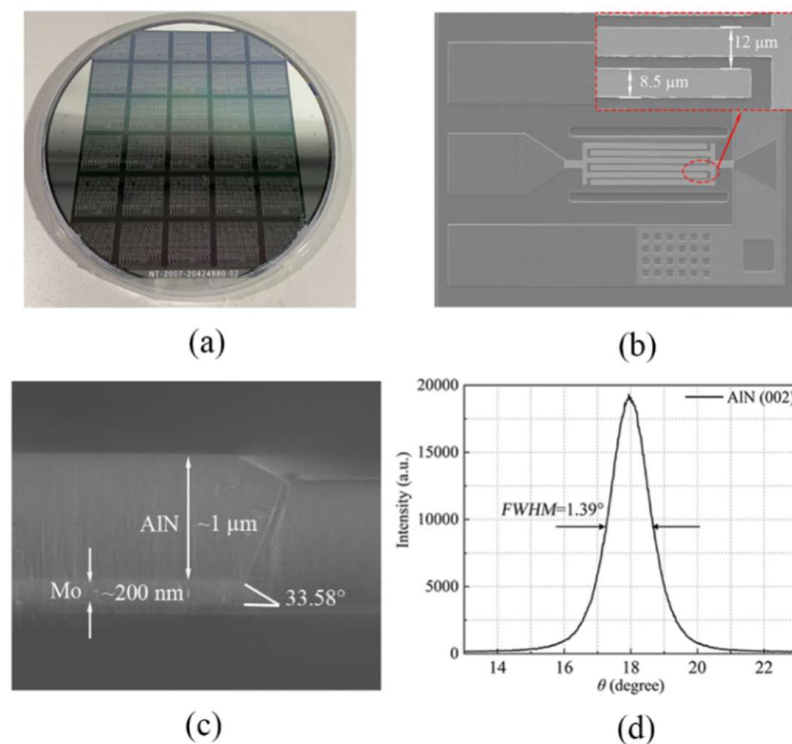 NT-2007-20424880-02
(a)
12 μm
8.5 μm
(b)
AlN
~1 μm
Mo
~200 nm
33.58°
(c)
20000
15000
10000
5000
0
Intensity (a.u.)
AlN (002)
FWHM=1.39°
14
16
18
20
22
θ (degree)
(d)